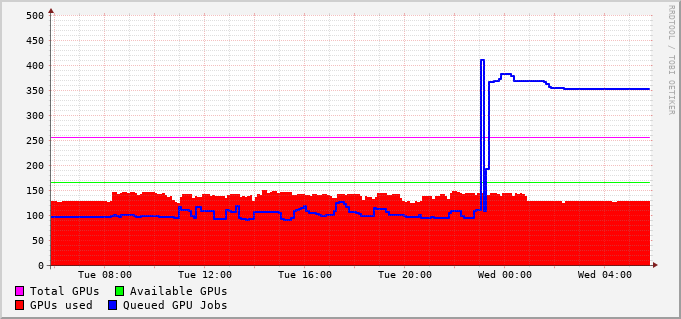 500
450
400
350
300
250
200
150
100
50
0
Tue 08:00 Tue 12:00 Tue 16:00 Tue 20:00 Wed 00:00 Wed 04:00
Total GPUs Available GPUs
GPUs used Queued GPU Jobs
RRDTOOL / TOBI OETIKER